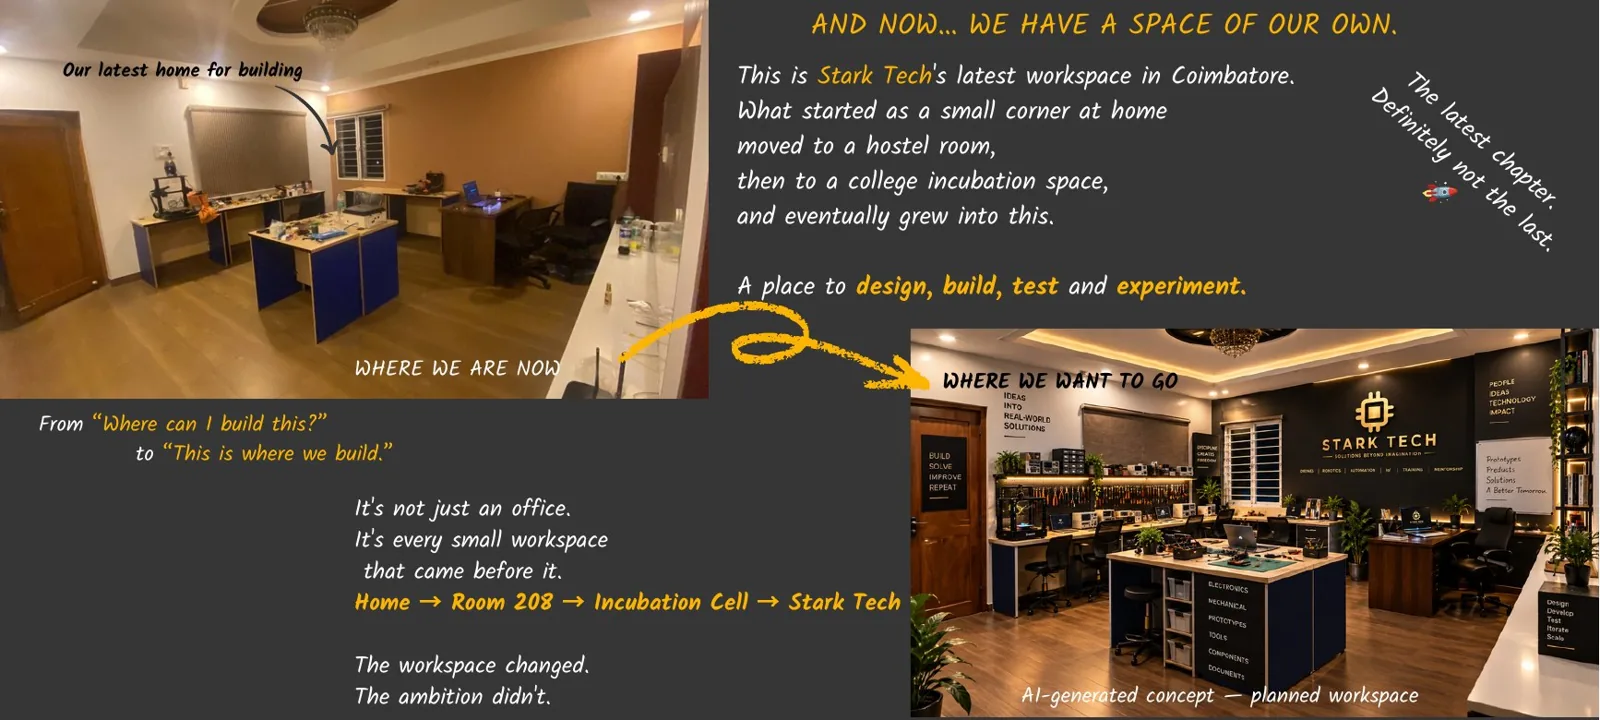 AND NOW... WE HAVE A SPACE OF OUR OWN.
Our latest home for building
WHERE WE ARE NOW
This is Stark Tech's latest workspace in Coimbatore.
What started as a small corner at home
moved to a hostel room,
then to a college incubation space,
and eventually grew into this.
A place to design, build, test and experiment.
The latest chapter.
Definitely not the last.
🚀
From “Where can I build this?”
to “This is where we build.”
It's not just an office.
It's every small workspace
that came before it.
Home → Room 208 → Incubation Cell → Stark Tech
The workspace changed.
The ambition didn't.
WHERE WE WANT TO GO
IDEAS
INTO
REAL-WORLD
SOLUTIONS
BUILD
SOLVE
IMPROVE
REPEAT
STARK TECH
SOLUTIONS BEYOND IMAGINATION
PEOPLE
IDEAS
TECHNOLOGY
IMPACT
Prototypes
Products
Solutions
A Better Tomorrow
ELECTRONICS
MECHANICAL
PROTOTYPES
TOOLS
COMPONENTS
DOCUMENTS
Design
Develop
Test
Iterate
Scale
AI-generated concept — planned workspace